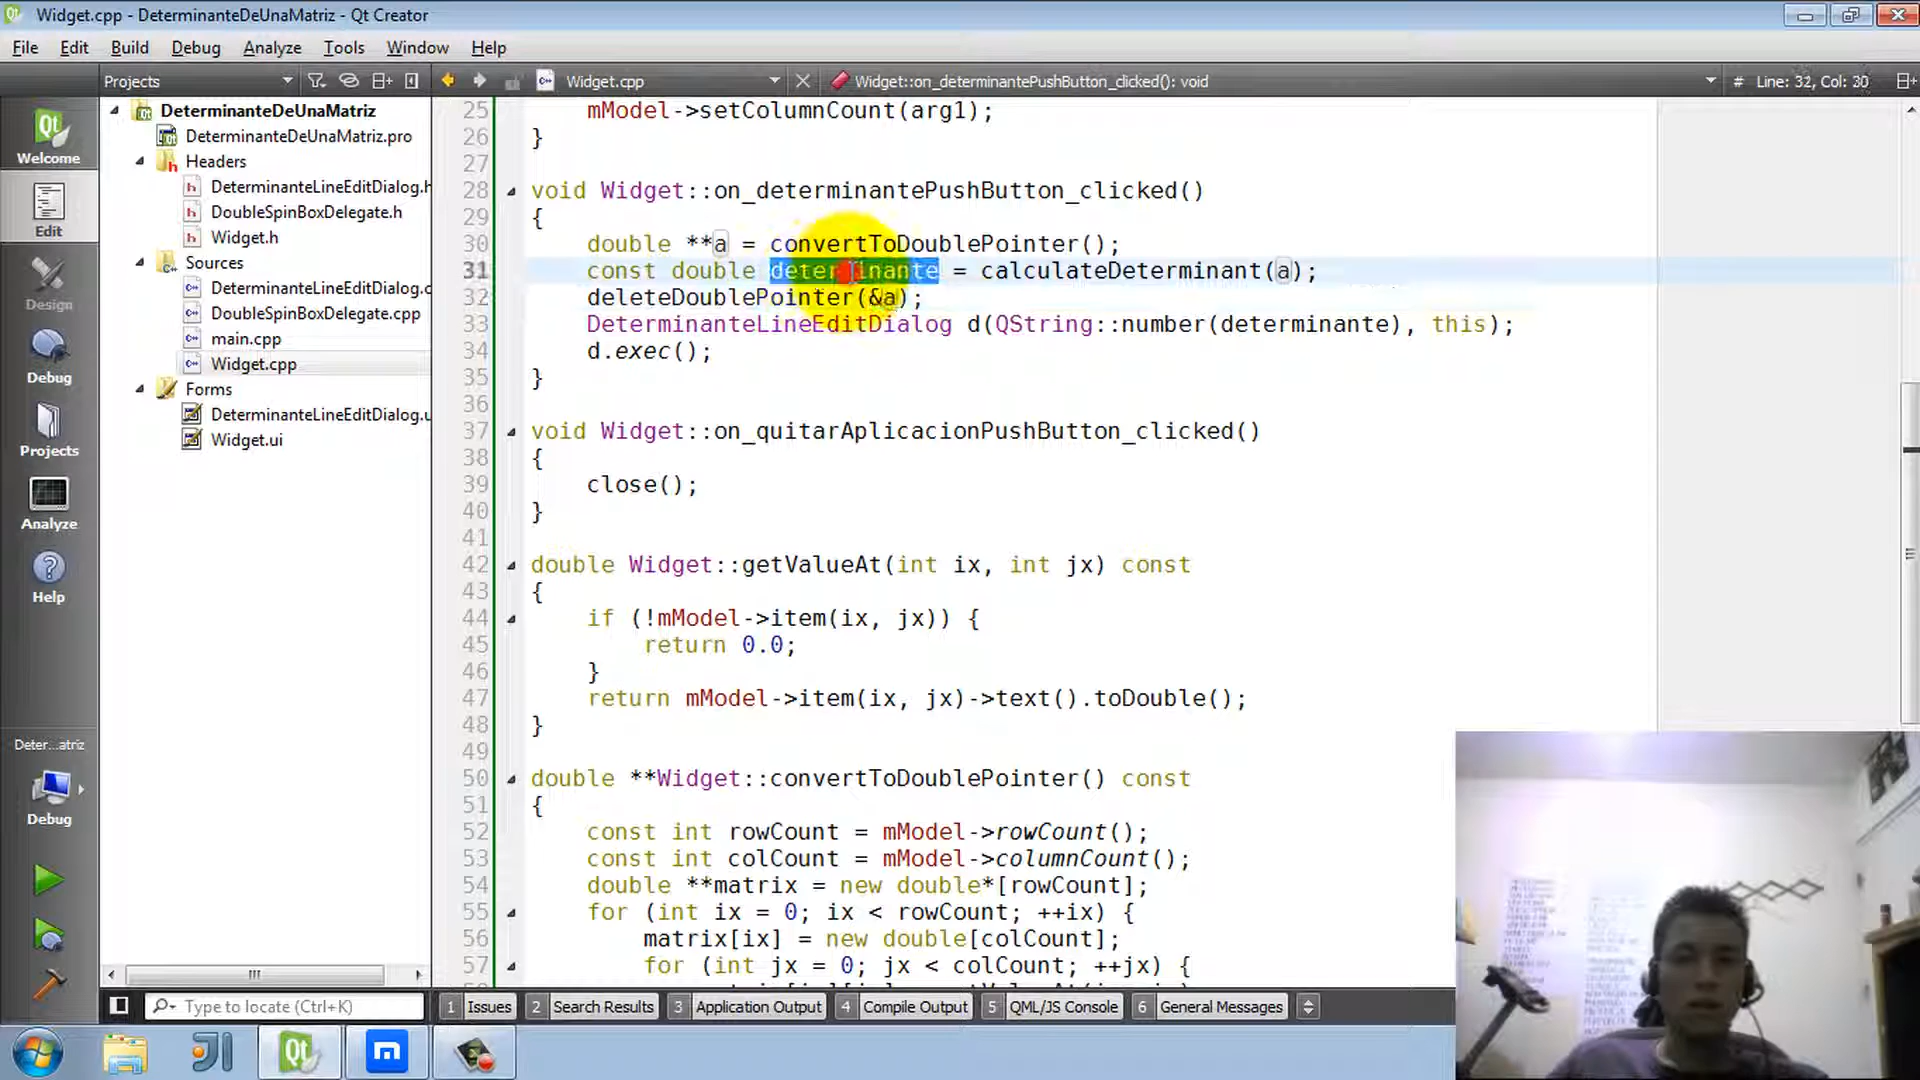 Widget.cpp - DeterminanteDeUnaMatriz - Qt Creator
File Edit Build Debug Analyze Tools Window Help
Projects Widget.cpp Widget::on_determinantePushButton_clicked(): void # Line: 32, Col: 30
Welcome
Edit
Design
Debug
Projects
Analyze
Help
Deter...atriz
Debug
DeterminanteDeUnaMatriz
DeterminanteDeUnaMatriz.pro
Headers
DeterminanteLineEditDialog.h
DoubleSpinBoxDelegate.h
Widget.h
Sources
DeterminanteLineEditDialog.c
DoubleSpinBoxDelegate.cpp
main.cpp
Widget.cpp
Forms
DeterminanteLineEditDialog.u
Widget.ui
25 mModel->setColumnCount(arg1);
26 }
27
28 void Widget::on_determinantePushButton_clicked()
29 {
30 double **a = convertToDoublePointer();
31 const double determinante = calculateDeterminant(a);
32 deleteDoublePointer(&a);
33 DeterminanteLineEditDialog d(QString::number(determinante), this);
34 d.exec();
35 }
36
37 void Widget::on_quitarAplicacionPushButton_clicked()
38 {
39 close();
40 }
41
42 double Widget::getValueAt(int ix, int jx) const
43 {
44 if (!mModel->item(ix, jx)) {
45 return 0.0;
46 }
47 return mModel->item(ix, jx)->text().toDouble();
48 }
49
50 double **Widget::convertToDoublePointer() const
51 {
52 const int rowCount = mModel->rowCount();
53 const int colCount = mModel->columnCount();
54 double **matrix = new double*[rowCount];
55 for (int ix = 0; ix < rowCount; ++ix) {
56 matrix[ix] = new double[colCount];
57 for (int jx = 0; jx < colCount; ++jx) {
Type to locate (Ctrl+K) 1 Issues 2 Search Results 3 Application Output 4 Compile Output 5 QML/JS Console 6 General Messages